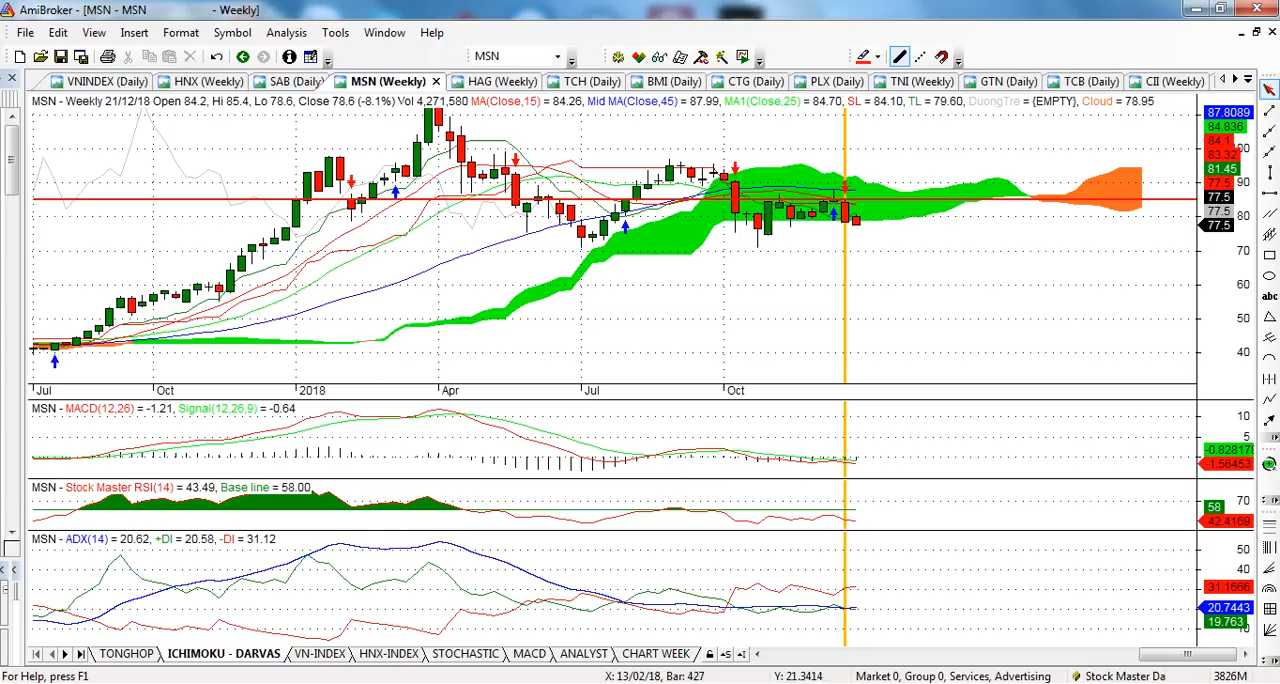 AmiBroker - [MSN - MSN - Weekly]
File Edit View Insert Format Symbol Analysis Tools Window Help
MSN
VNINDEX (Daily) HNX (Weekly) SAB (Daily) MSN (Weekly) HAG (Weekly) TCH (Daily) BMI (Daily) CTG (Daily) PLX (Daily) TNI (Weekly) GTN (Daily) TCB (Daily) CII (Weekly)
MSN - Weekly 21/12/18 Open 84.2, Hi 85.4, Lo 78.6, Close 78.6 (-8.1%) Vol 4,271,580 MA(Close,15) = 84.26, Mid MA(Close,45) = 87.99, MA1(Close,25) = 84.70, SL = 84.10, TL = 79.60, DuongTre = {EMPTY}, Cloud = 78.95
87.8089
84.836
84.1
83.32
81.45
77.5
77.5
77.5
77.5
90
80
70
60
50
40
Jul Oct 2018 Apr Jul Oct
MSN - MACD(12,26) = -1.21, Signal(12,26,9) = -0.64
10
5
-0.828178
-1.56453
MSN - Stock Master RSI(14) = 43.49, Base line = 58.00
70
58
42.4169
MSN - ADX(14) = 20.62, +DI = 20.58, -DI = 31.12
50
40
31.1666
20.7443
19.763
abc
TONGHO ICHIMOKU - DARVAS VN-INDEX HNX-INDEX STOCHASTIC MACD ANALYST CHART WEEK
For Help, press F1 X: 13/02/18, Bar: 427 Y: 21.3414 Market 0, Group 0, Services, Advertising Stock Master Da 3826M